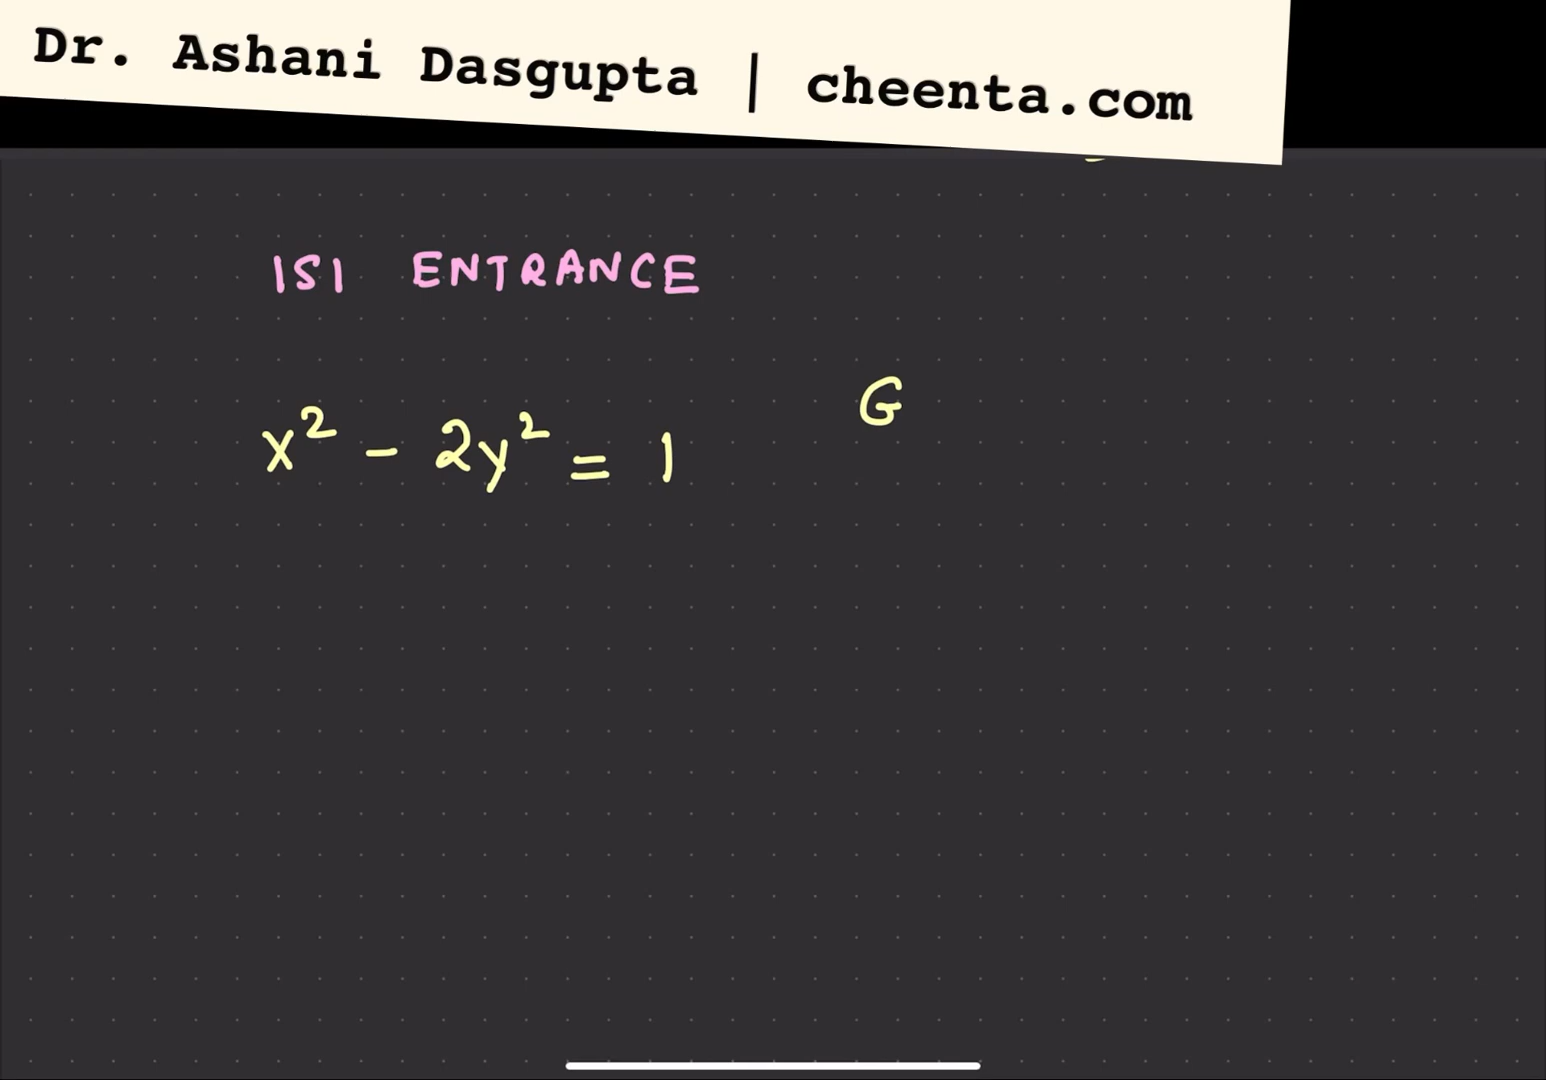 Dr. Ashani Dasgupta | cheenta.com
ISI ENTRANCE
G
x² - 2y² = 1